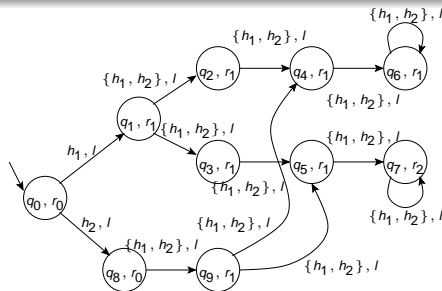 {h1, h2}, l
{h1, h2}, l
q2, r1
q4, r1
q6, r1
{h1, h2}, l
{h1, h2}, l
q1, r1
{h1, h2}, l
{h1, h2}, l
h1, l
q3, r1
q5, r1
q7, r2
{h1, h2}, l
q0, r0
h2, l
{h1, h2}, l
{h1, h2}, l
{h1, h2}, l
q8, r0
q9, r1
{h1, h2}, l